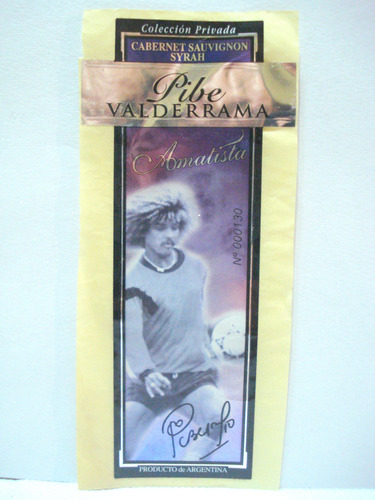 Colección Privada
CABERNET SAUVIGNON
SYRAH
Pibe
VALDERRAMA
Amatista
Nº 000130
PRODUCTO de ARGENTINA